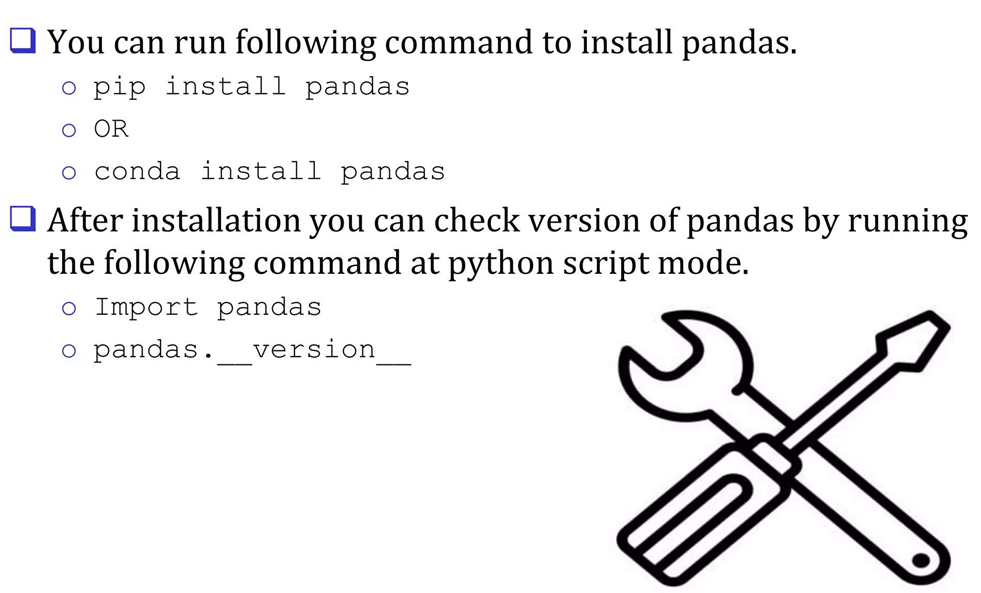 You can run following command to install pandas.
pip install pandas
OR
conda install pandas
After installation you can check version of pandas by running
the following command at python script mode.
Import pandas
pandas.__version__